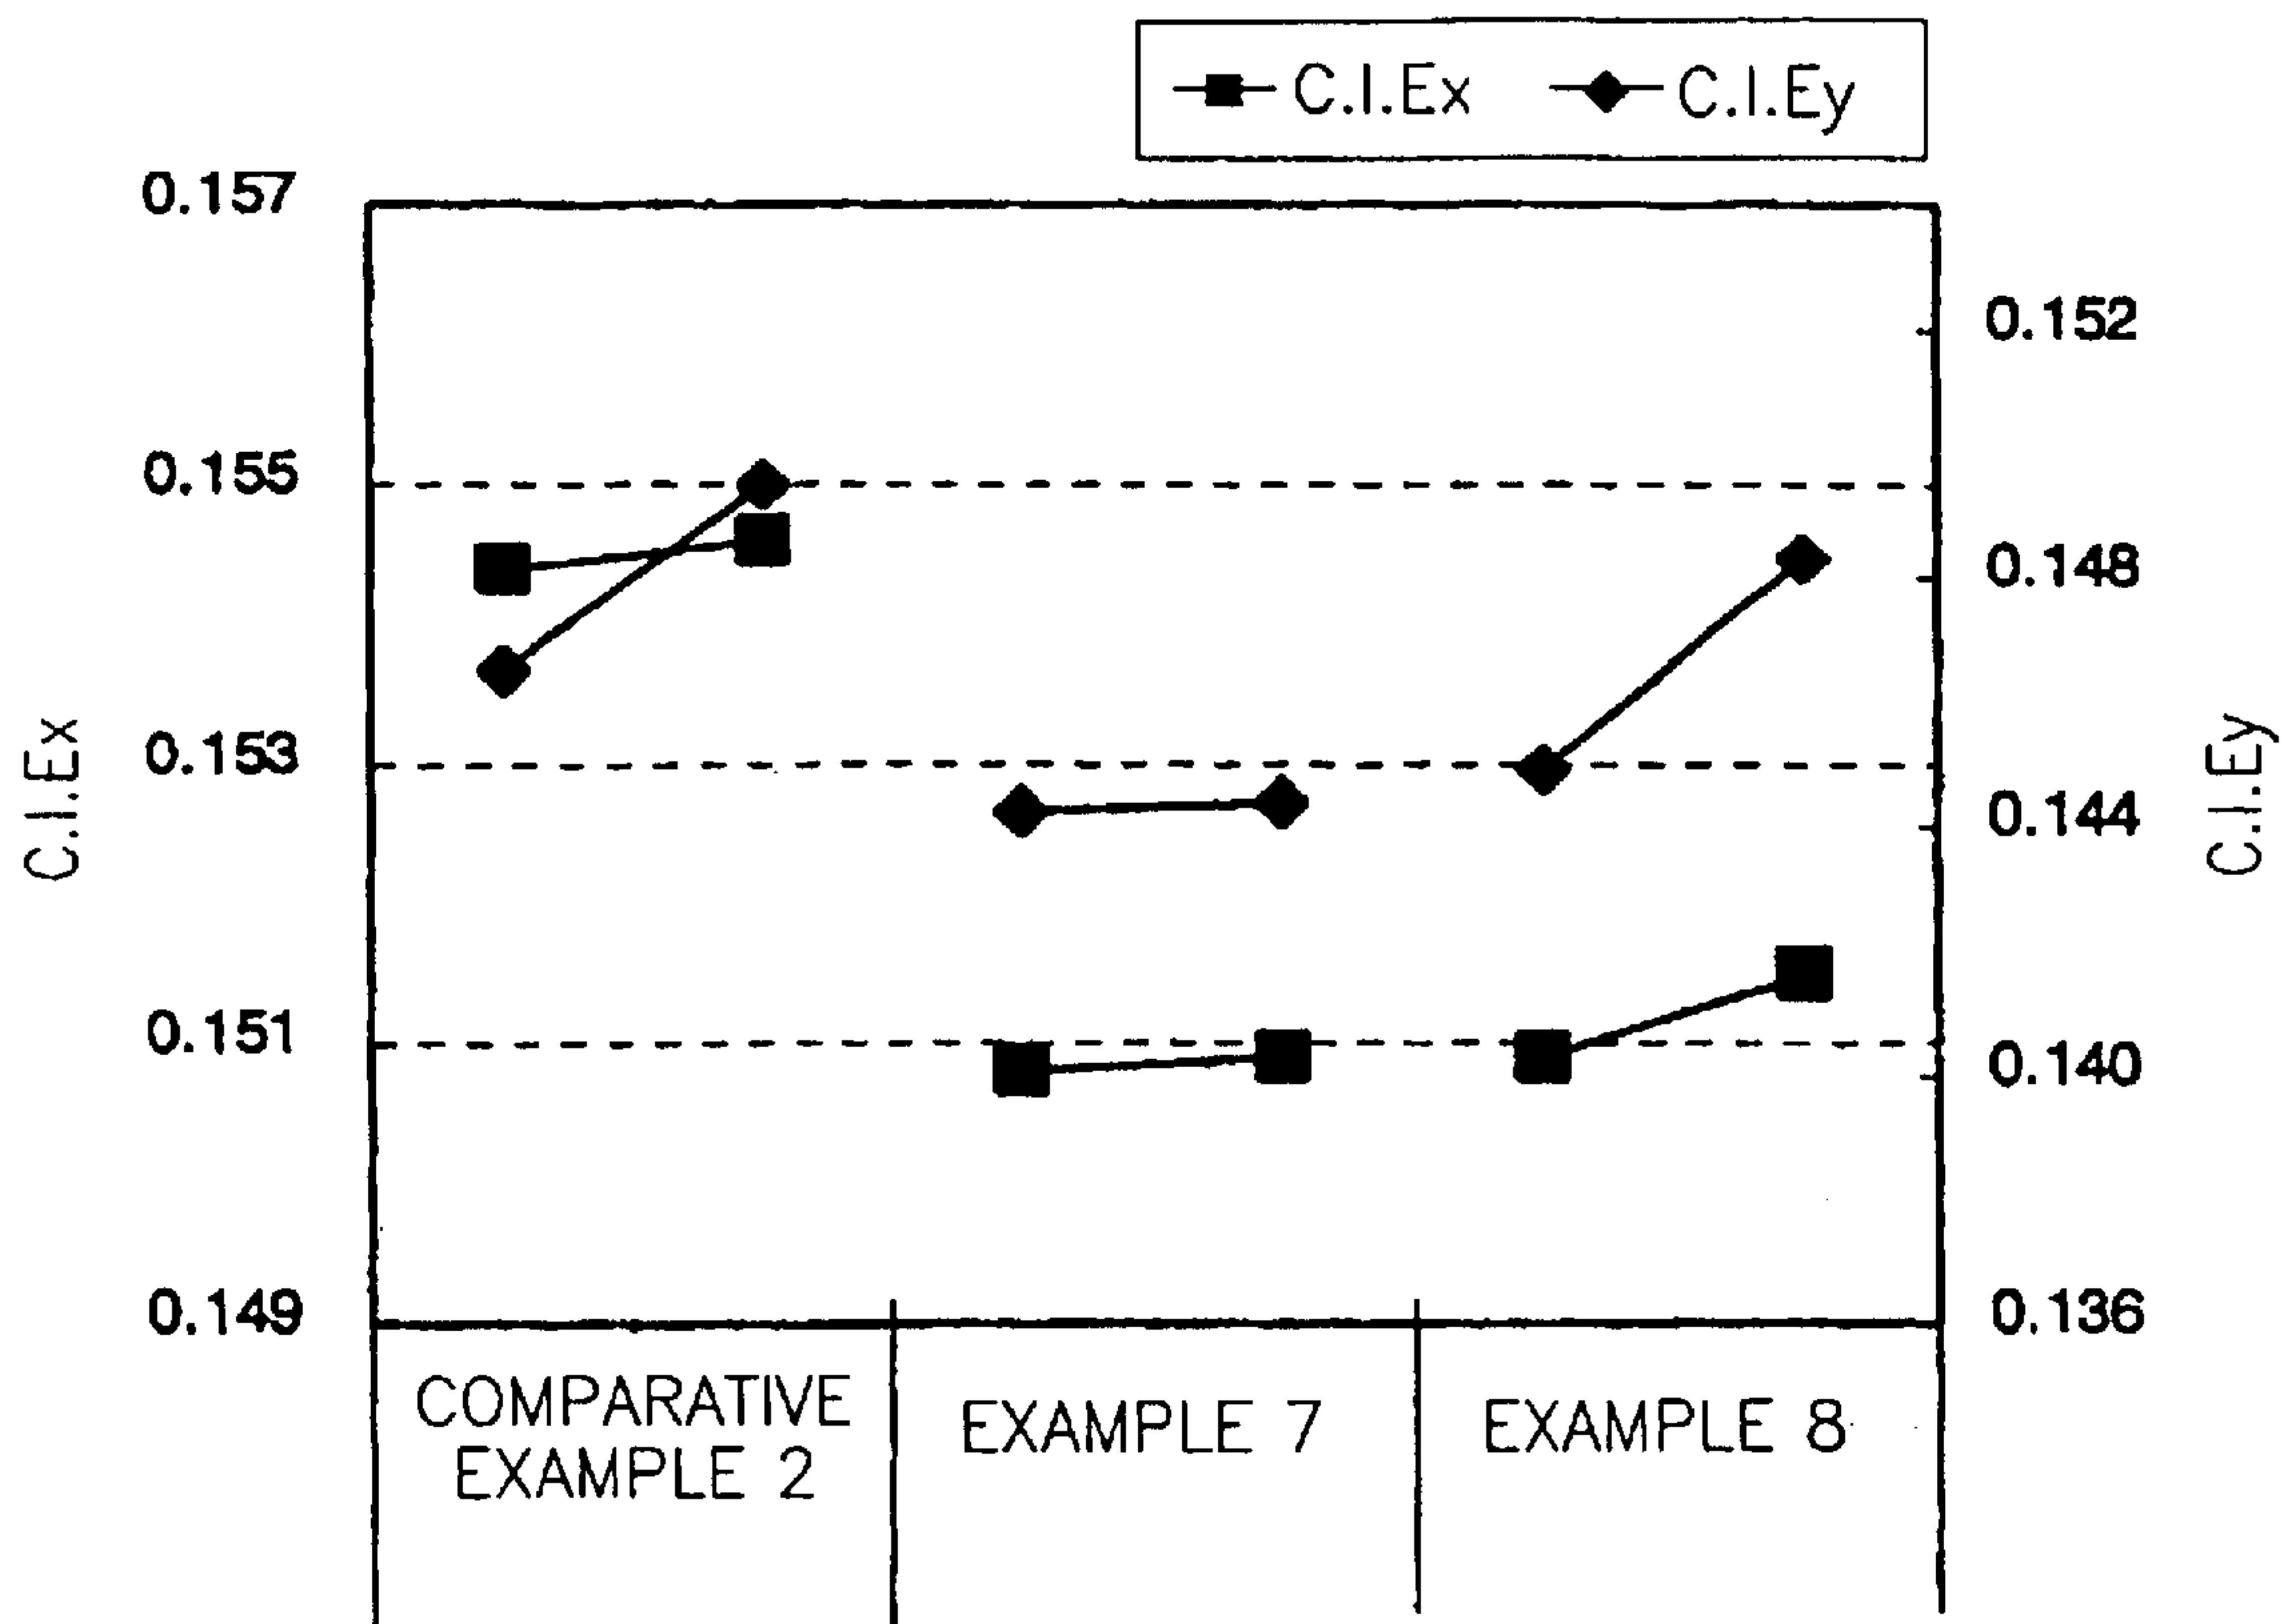 C.I.Ex C.I.Ey
0.157
0.155
0.153
0.151
0.149
C.I.Ex
0.152
0.148
0.144
0.140
0.136
C.I.Ey
COMPARATIVE
EXAMPLE 2
EXAMPLE 7
EXAMPLE 8